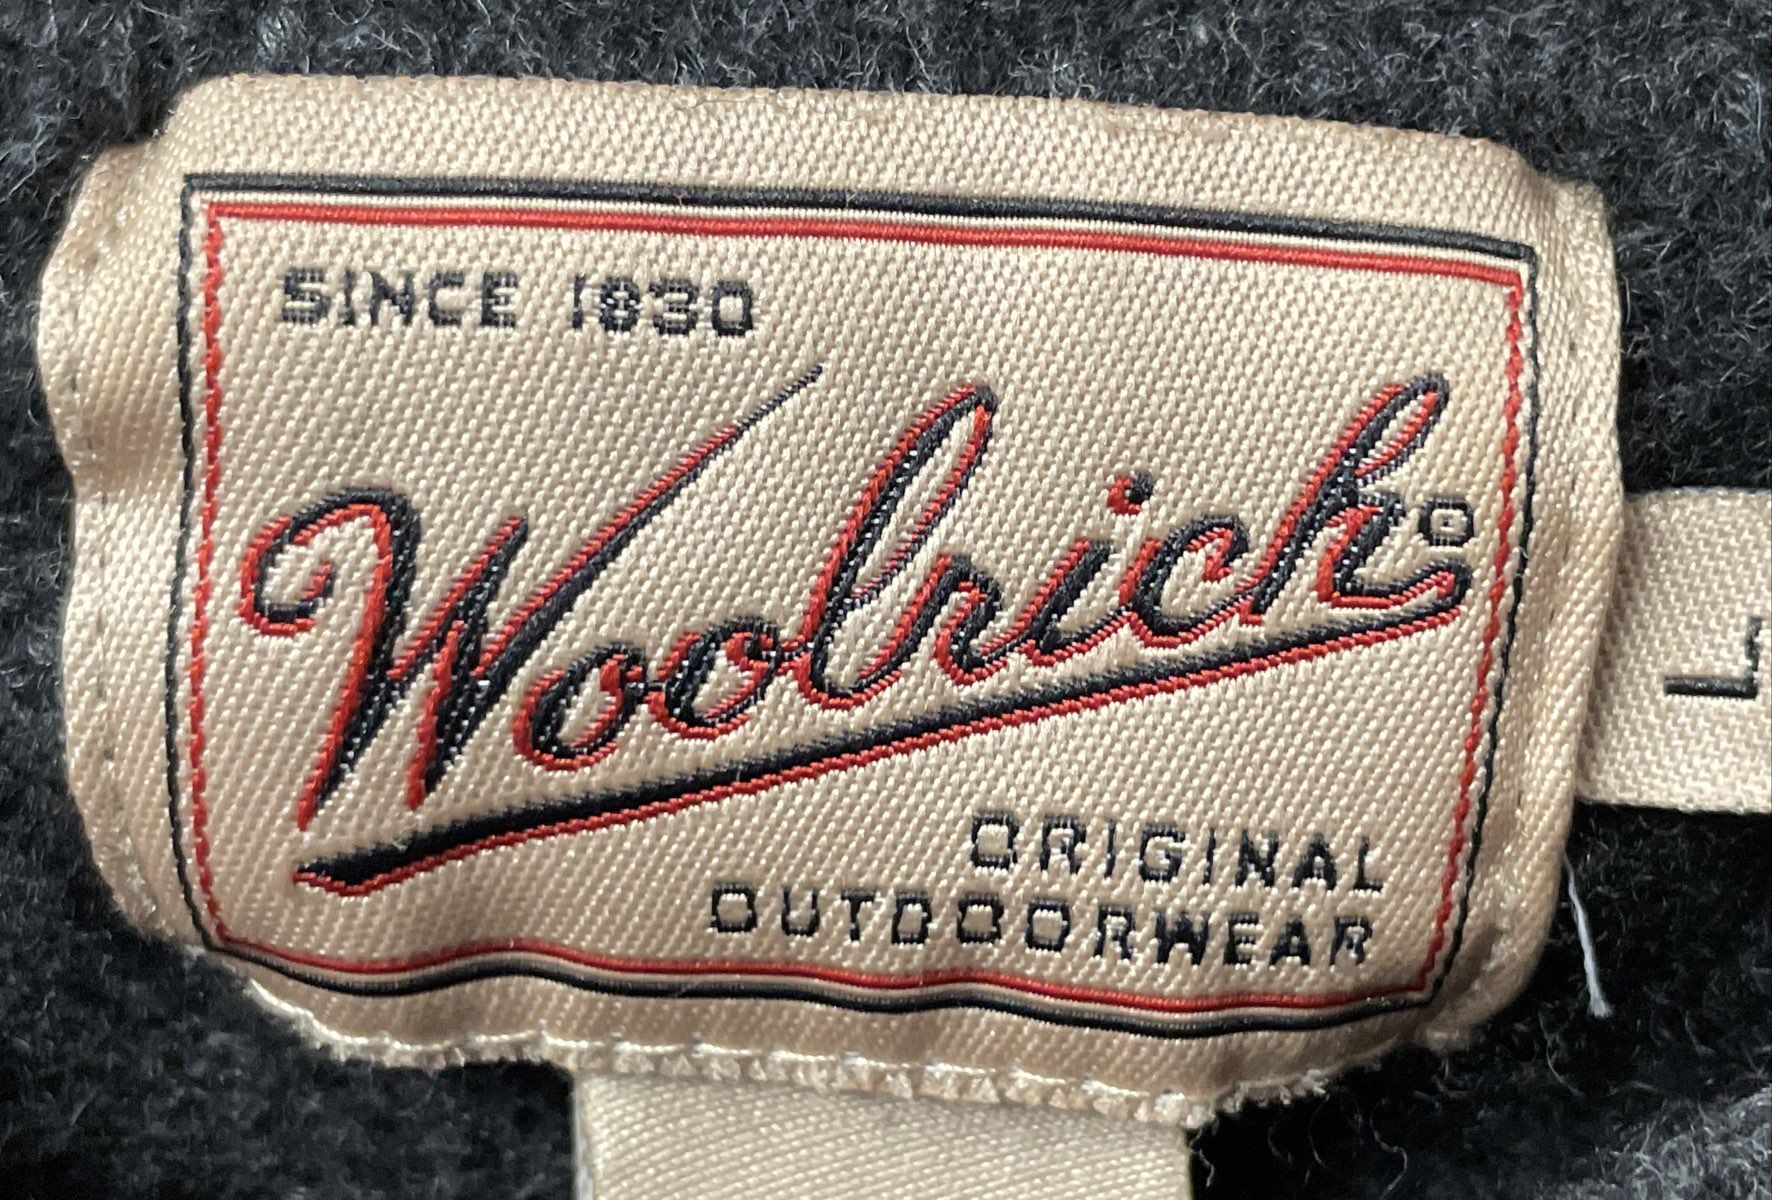 SINCE 1830
Woolrich®
L
ORIGINAL
OUTDOORWEAR